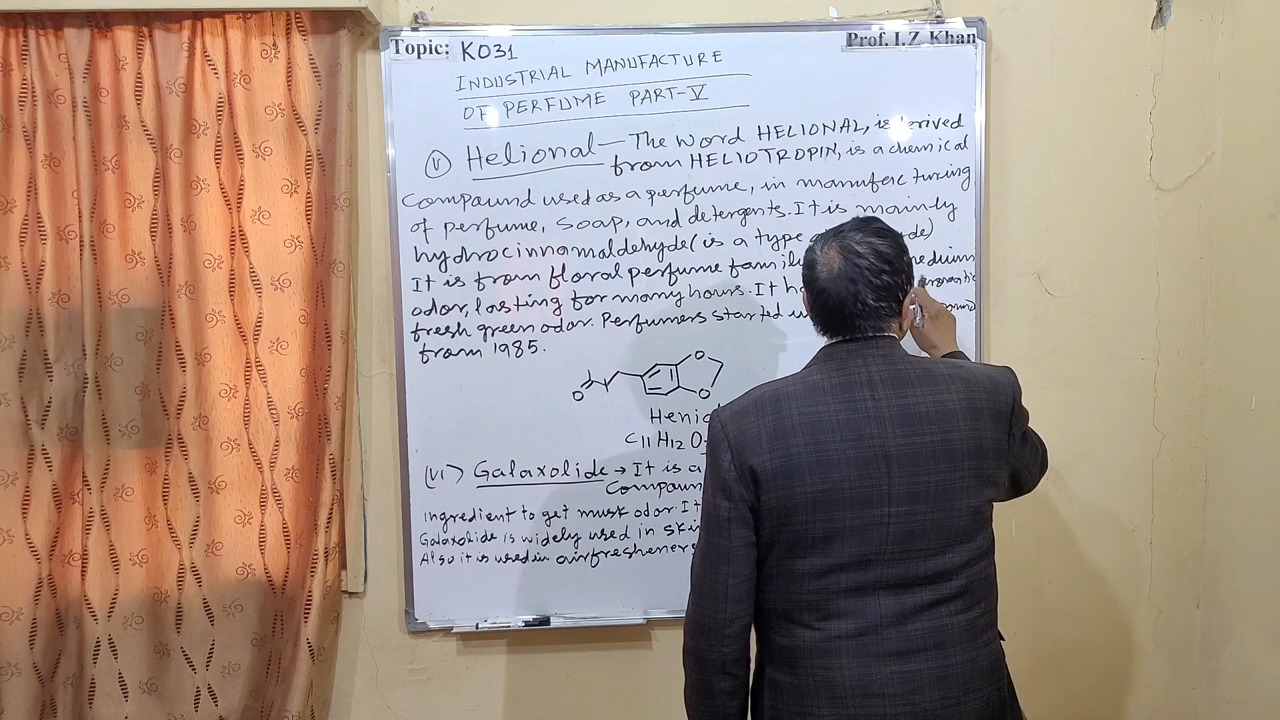 Topic: K031
Prof. I.Z Khan
INDUSTRIAL MANUFACTURE
OF PERFUME PART-V
(V) Helional — The word HELIONAL, is derived
from HELIOTROPIN, is a chemical
Compound used as a perfume, in manufacturing
of perfume, soap, and detergents. It is mainly
hydrocinnamaldehyde (is a type
It is from floral perfume
odor, lasting for many hours. It
fresh green odor. Perfumers started
from 1985.
O
O
O
C11 H12 O
(VI) Galaxolide → It is a
Compoun
Ingredient to get musk odor. It
Galaxolide is widely used in
Also it is used in airfresheners